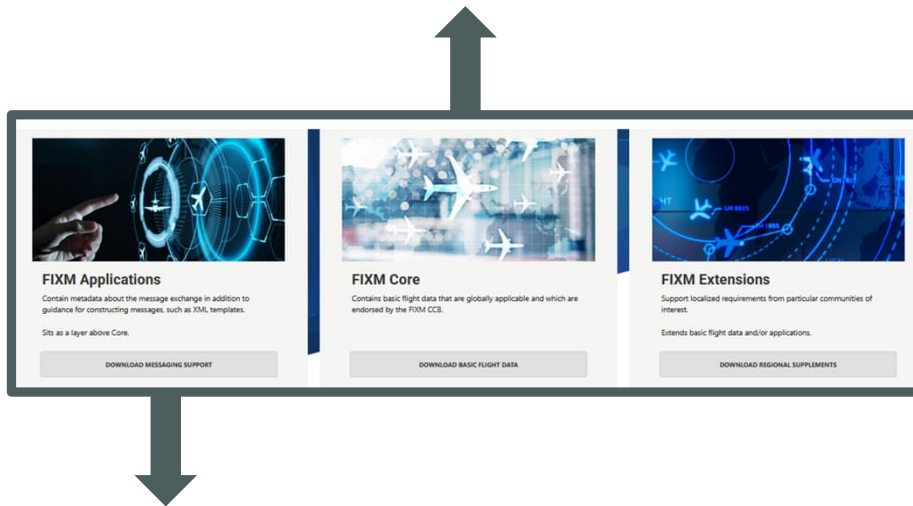 FIXM Applications
Contain metadata about the message exchange in addition to
guidance for constructing messages, such as XML templates.
Sits as a layer above Core.
DOWNLOAD MESSAGING SUPPORT
FIXM Core
Contains basic flight data that are globally applicable and which are
endorsed by the FIXM CCB.
DOWNLOAD BASIC FLIGHT DATA
UK 8825
FIXM Extensions
Support localized requirements from particular communities of
interest.
Extends basic flight data and/or applications.
DOWNLOAD REGIONAL SUPPLEMENTS